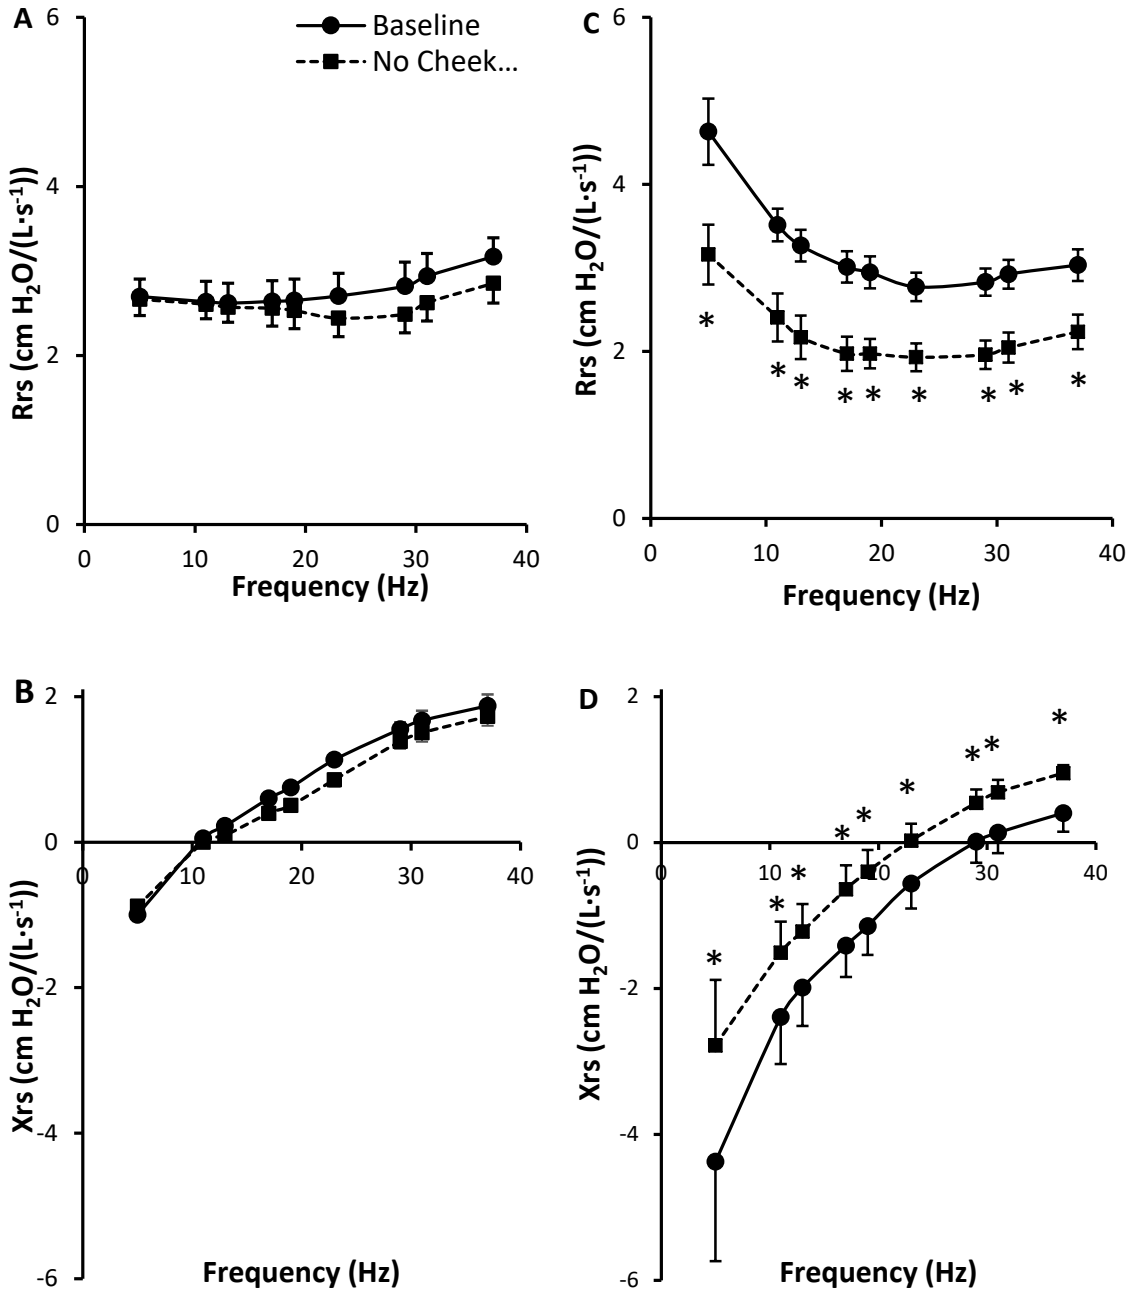 A
6
4
2
0
Rrs (cm H₂O/(L·s⁻¹))
0 10 20 30 40
Frequency (Hz)
Baseline
No Cheek...
C
6
4
2
0
Rrs (cm H₂O/(L·s⁻¹))
* * * * * * * * *
0 10 20 30 40
Frequency (Hz)
B
2
0
-2
-4
-6
Xrs (cm H₂O/(L·s⁻¹))
0 10 20 30 40
Frequency (Hz)
D
2
0
-2
-4
-6
Xrs (cm H₂O/(L·s⁻¹))
* * * * * * * * *
0 10 20 30 40
Frequency (Hz)